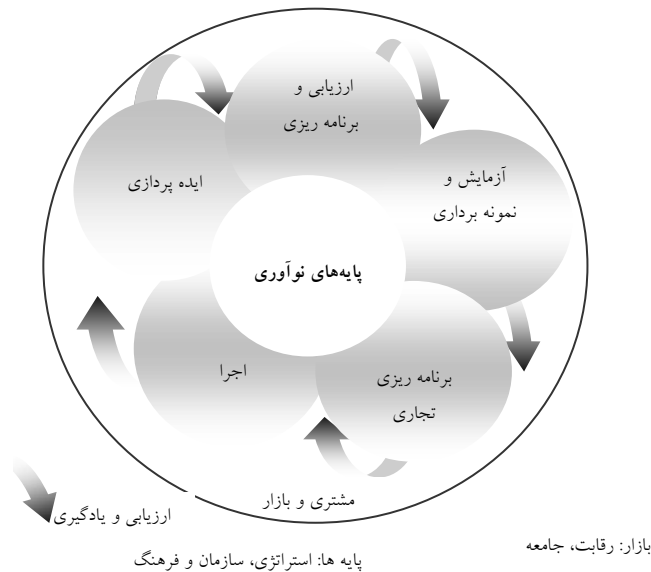 ارزیابی و
برنامه ریزی
ایده پردازی
آزمایش و
نمونه برداری
پایه‌های نوآوری
اجرا
برنامه ریزی
تجاری
مشتری و بازار
ارزیابی و یادگیری
بازار: رقابت، جامعه
پایه ها: استراتژی، سازمان و فرهنگ